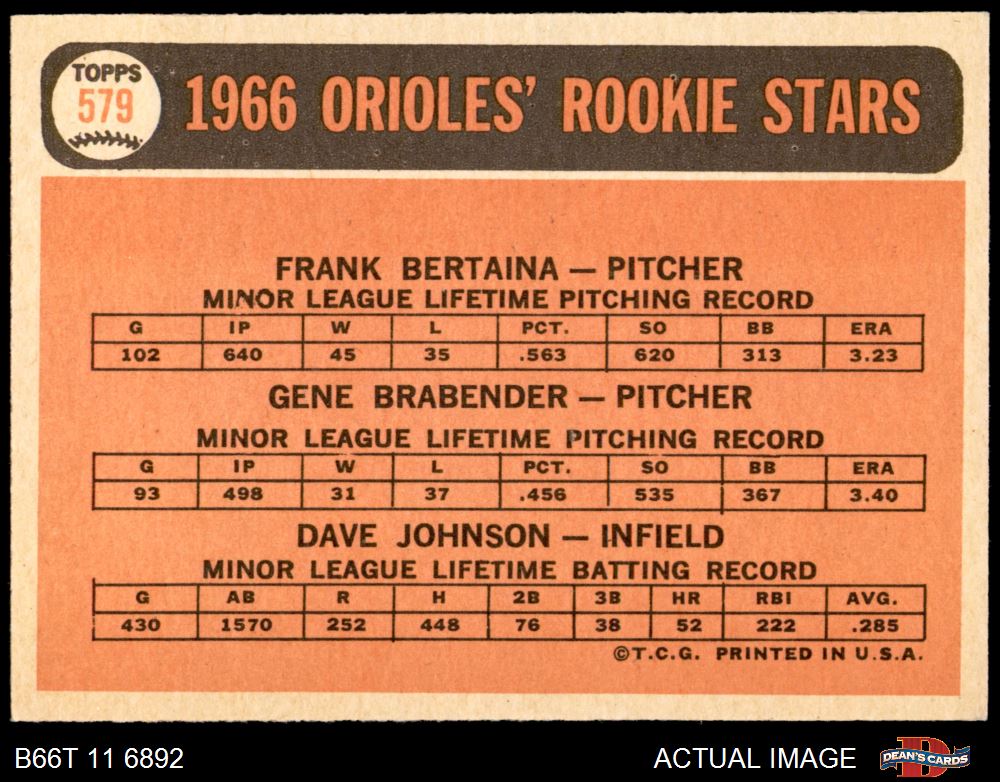 TOPPS
579
1966 ORIOLES' ROOKIE STARS
FRANK BERTAINA — PITCHER
MINOR LEAGUE LIFETIME PITCHING RECORD
G IP W L PCT. SO BB ERA
102 640 45 35 .563 620 313 3.23
GENE BRABENDER — PITCHER
MINOR LEAGUE LIFETIME PITCHING RECORD
G IP W L PCT. SO BB ERA
93 498 31 37 .456 535 367 3.40
DAVE JOHNSON — INFIELD
MINOR LEAGUE LIFETIME BATTING RECORD
G AB R H 2B 3B HR RBI AVG.
430 1570 252 448 76 38 52 222 .285
©T.C.G. PRINTED IN U.S.A.
B66T 11 6892 ACTUAL IMAGE DEAN'S CARDS